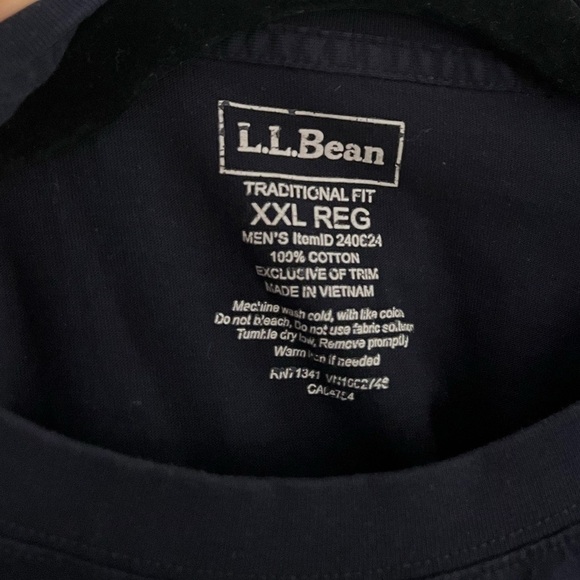 L.L.Bean
TRADITIONAL FIT
XXL REG
MEN'S ItemID 240624
100% COTTON
EXCLUSIVE OF TRIM
MADE IN VIETNAM
Machine wash cold, with like colors
Do not bleach, Do not use fabric softener
Tumble dry low, Remove promptly
Warm iron if needed
RN71341